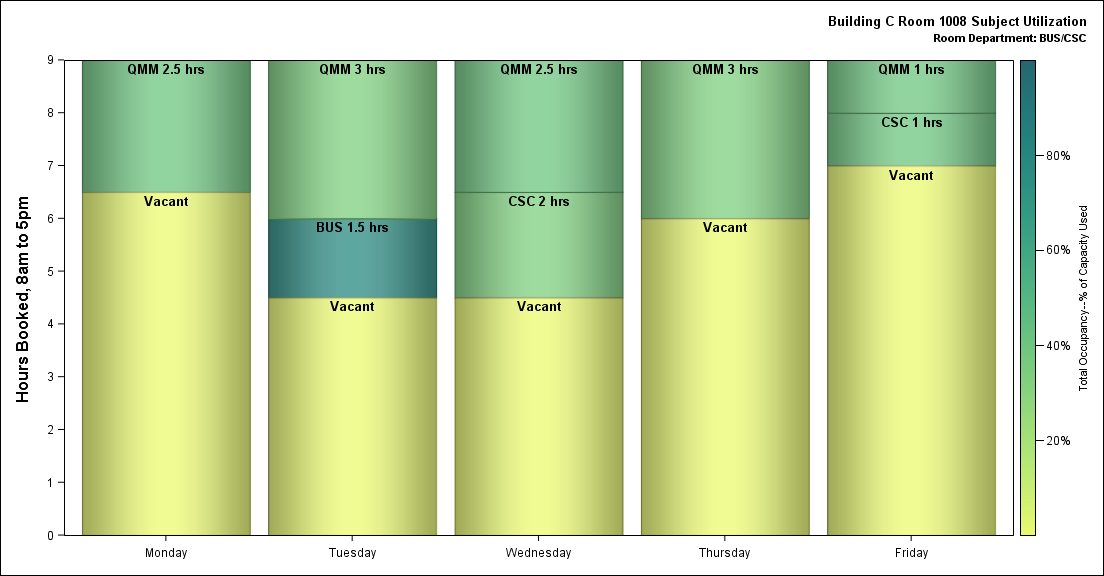 Building C Room 1008 Subject Utilization
Room Department: BUS/CSC
Hours Booked, 8am to 5pm
9
8
7
6
5
4
3
2
1
0
QMM 2.5 hrs
Vacant
QMM 3 hrs
BUS 1.5 hrs
Vacant
QMM 2.5 hrs
CSC 2 hrs
Vacant
QMM 3 hrs
Vacant
QMM 1 hrs
CSC 1 hrs
Vacant
Monday
Tuesday
Wednesday
Thursday
Friday
80%
60%
40%
20%
Total Occupancy--% of Capacity Used